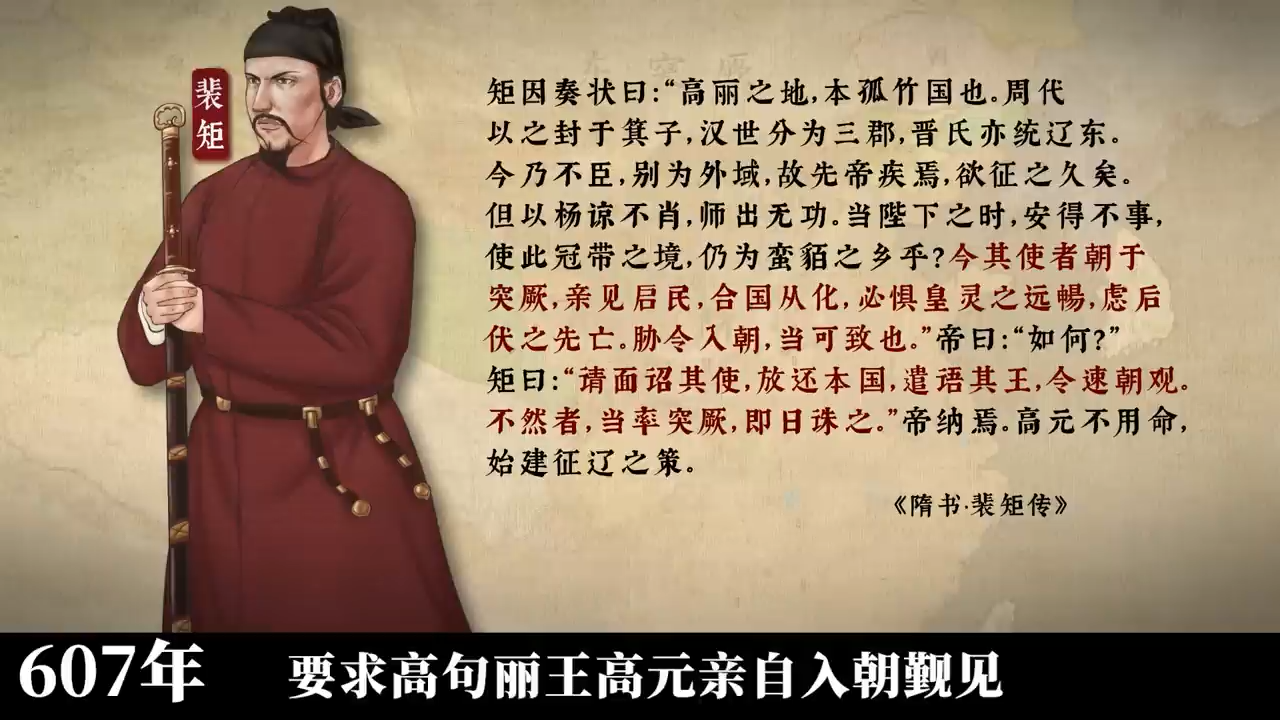 裴矩
矩因奏状曰:“高丽之地,本孤竹国也。周代
以之封于箕子,汉世分为三郡,晋氏亦统辽东。
今乃不臣,别为外域,故先帝疾焉,欲征之久矣。
但以杨谅不肖,师出无功。当陛下之时,安得不事,
使此冠带之境,仍为蛮貊之乡乎?今其使者朝于
突厥,亲见启民,合国从化,必惧皇灵之远暢,虑后
伏之先亡。胁令入朝,当可致也。”帝曰:“如何?”
矩曰:“请面诏其使,放还本国,遣语其王,令速朝观。
不然者,当率突厥,即日诛之。”帝纳焉。高元不用命,
始建征辽之策。
《隋书·裴矩传》
607年 要求高句丽王高元亲自入朝觐见